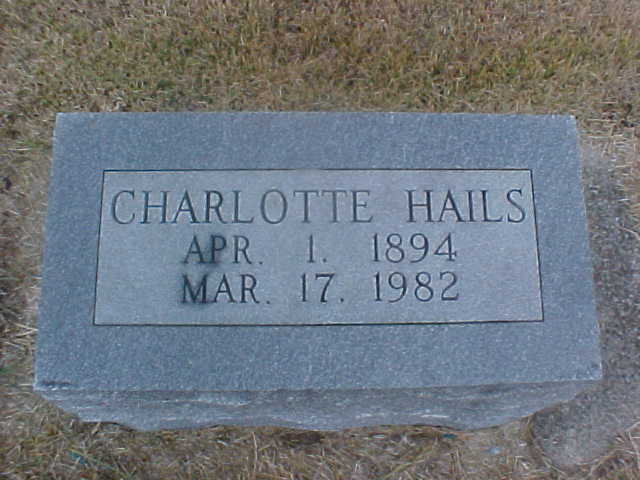 CHARLOTTE HAILS
APR. 1. 1894
MAR. 17. 1982